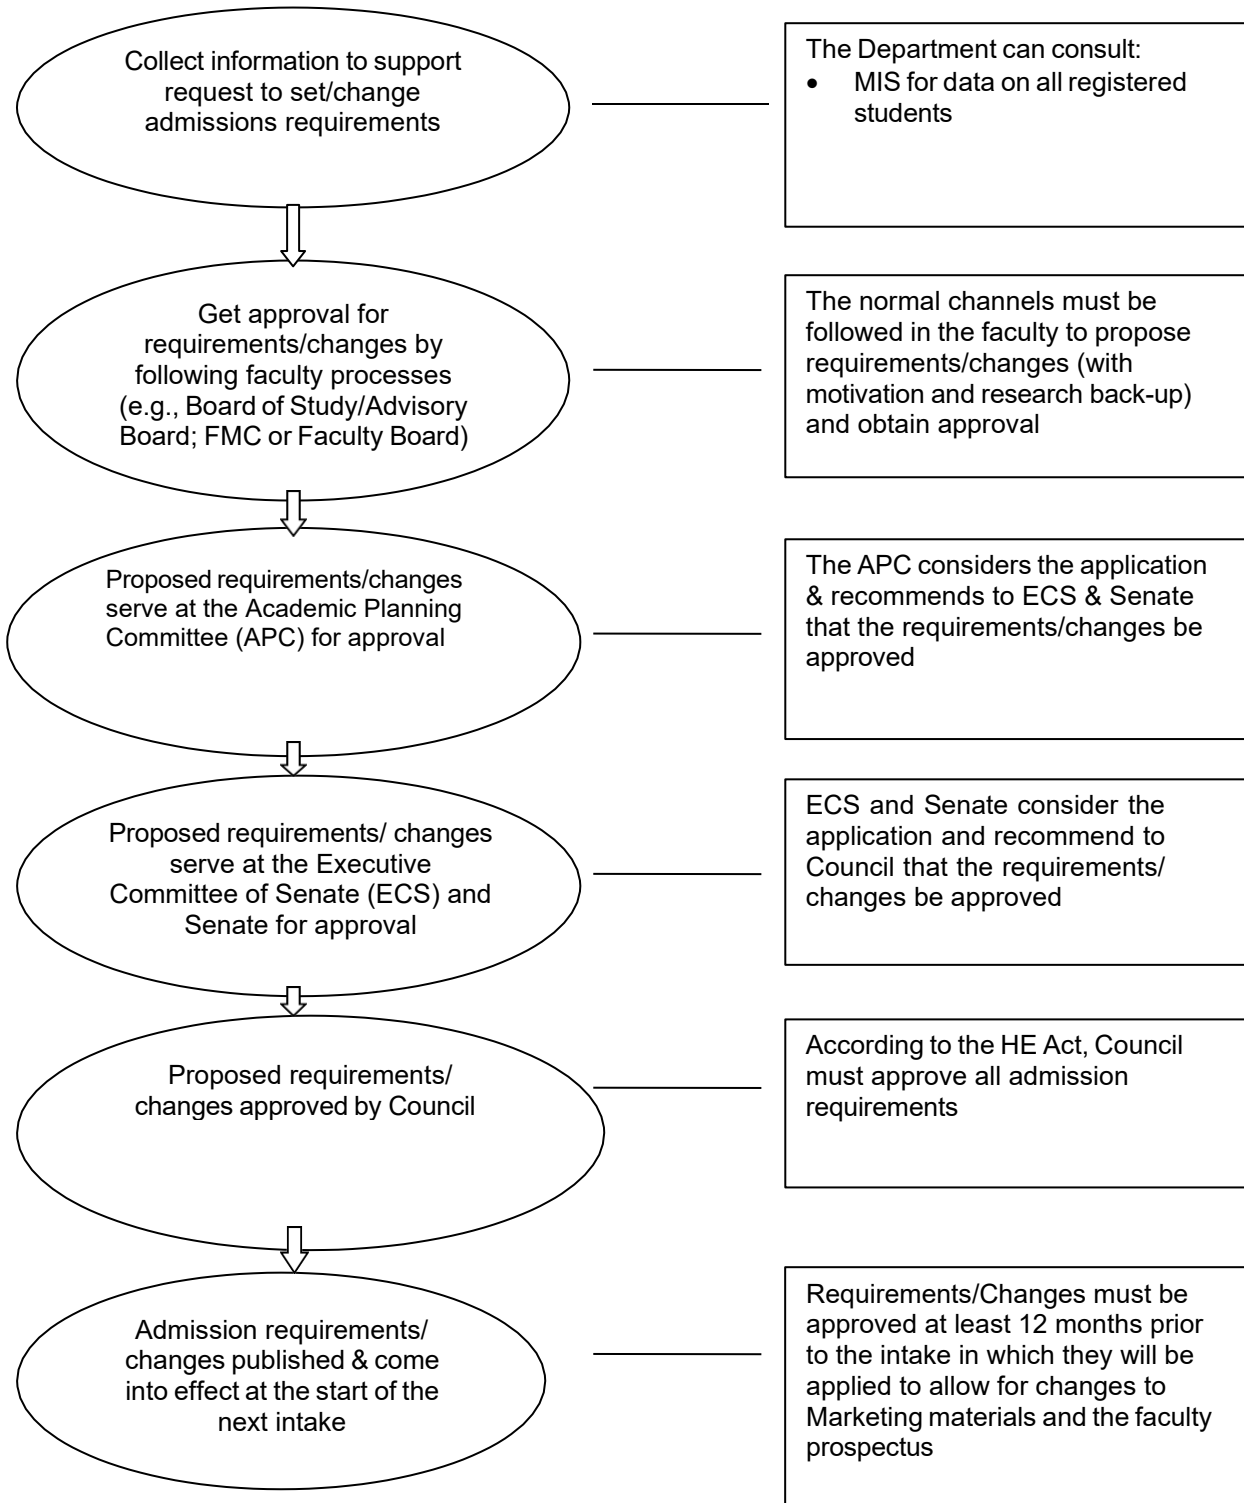 Collect information to support
request to set/change
admissions requirements
The Department can consult:
• MIS for data on all registered
students
Get approval for
requirements/changes by
following faculty processes
(e.g., Board of Study/Advisory
Board; FMC or Faculty Board)
The normal channels must be
followed in the faculty to propose
requirements/changes (with
motivation and research back-up)
and obtain approval
Proposed requirements/changes
serve at the Academic Planning
Committee (APC) for approval
The APC considers the application
& recommends to ECS & Senate
that the requirements/changes be
approved
Proposed requirements/ changes
serve at the Executive
Committee of Senate (ECS) and
Senate for approval
ECS and Senate consider the
application and recommend to
Council that the requirements/
changes be approved
Proposed requirements/
changes approved by Council
According to the HE Act, Council
must approve all admission
requirements
Admission requirements/
changes published & come
into effect at the start of the
next intake
Requirements/Changes must be
approved at least 12 months prior
to the intake in which they will be
applied to allow for changes to
Marketing materials and the faculty
prospectus